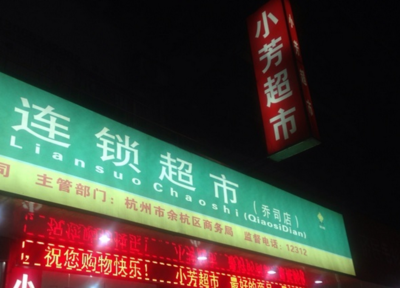 小芳超市
连锁超市
Liansuo Chaoshi (QiaosiDian)
（乔司店）
司 主管部门：杭州市余杭区商务局 监督电话：12312
祝您购物快乐！ 小芳超市